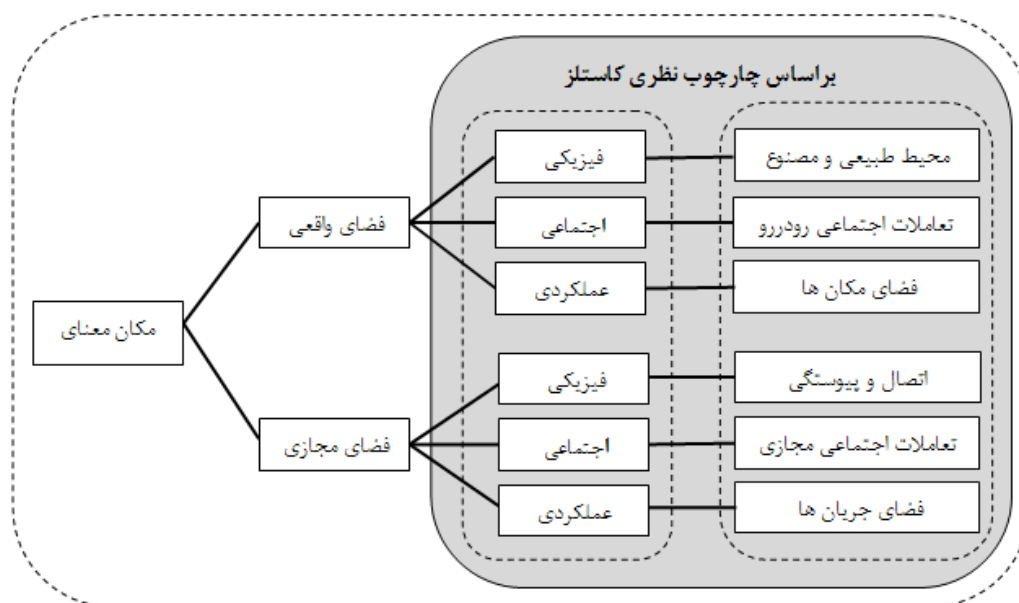 براساس چارچوب نظری کاستلز
فیزیکی
محیط طبیعی و مصنوع
فضای واقعی
اجتماعی
تعاملات اجتماعی رودررو
عملکردی
فضای مکان ها
مکان معنای
فیزیکی
اتصال و پیوستگی
فضای مجازی
اجتماعی
تعاملات اجتماعی مجازی
عملکردی
فضای جریان ها